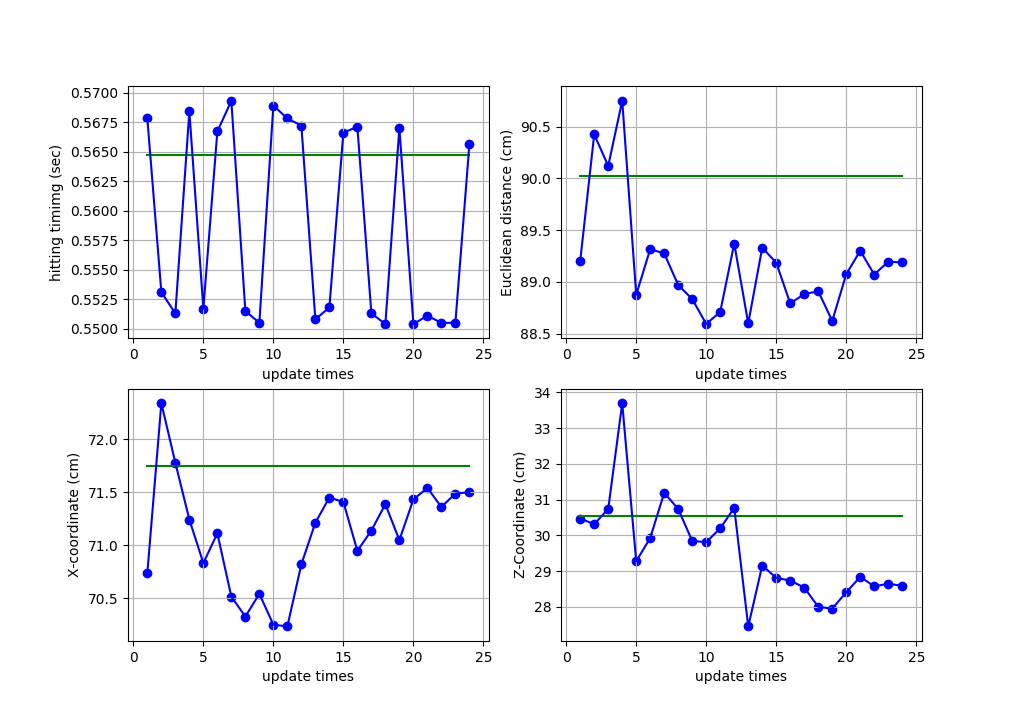 0.5700
0.5675
0.5650
0.5625
0.5600
0.5575
0.5550
0.5525
0.5500
hitting timimg (sec)
0 5 10 15 20 25
update times
90.5
90.0
89.5
89.0
88.5
Euclidean distance (cm)
0 5 10 15 20 25
update times
72.0
71.5
71.0
70.5
X-coordinate (cm)
0 5 10 15 20 25
update times
34
33
32
31
30
29
28
Z-Coordinate (cm)
0 5 10 15 20 25
update times